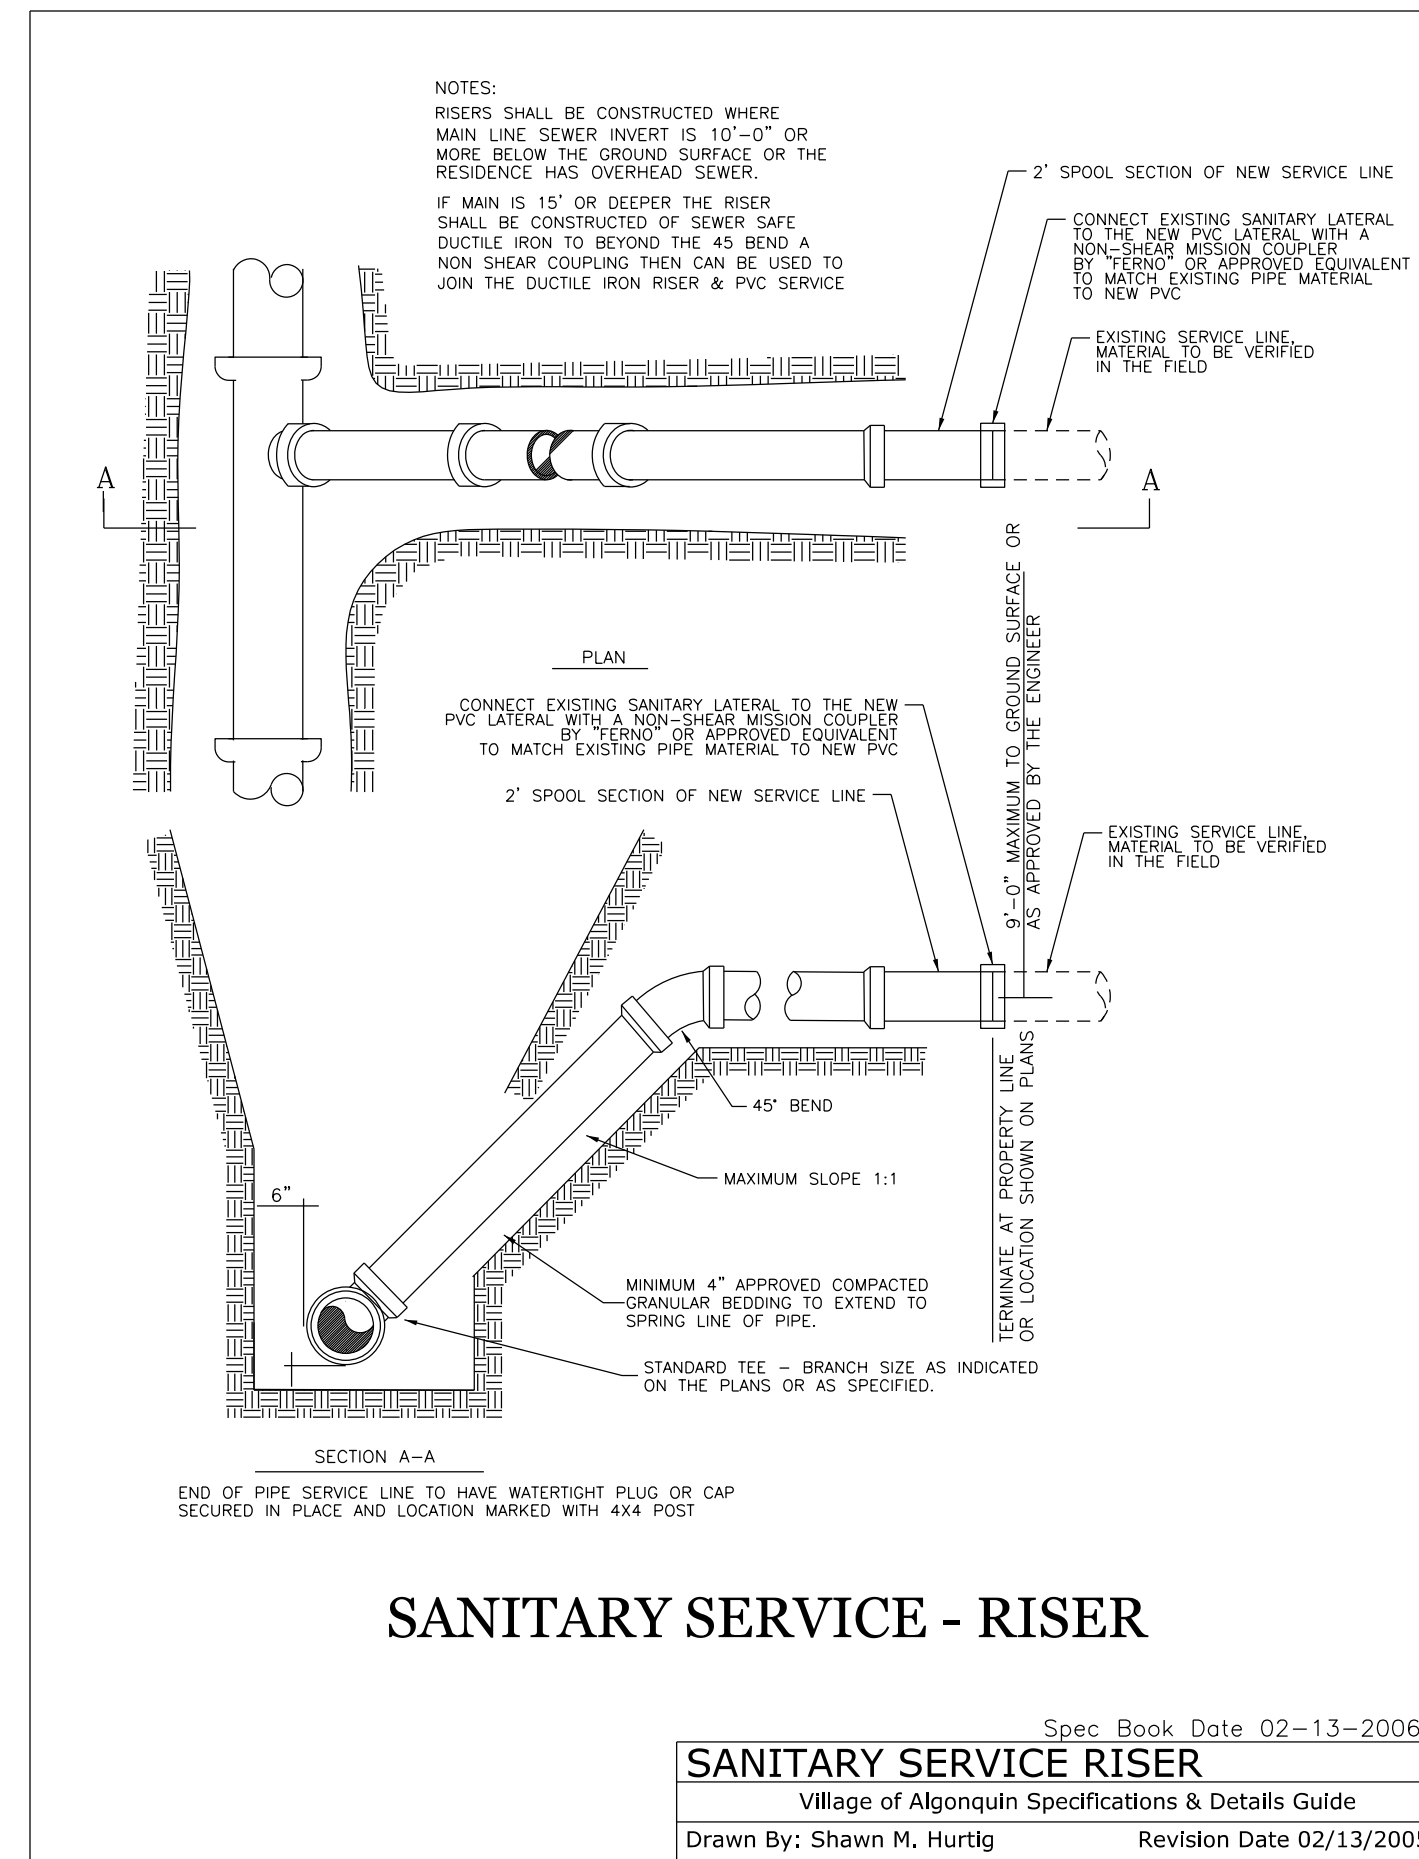 NOTES:
RISERS SHALL BE CONSTRUCTED WHERE
MAIN LINE SEWER INVERT IS 10'-0" OR
MORE BELOW THE GROUND SURFACE OR THE
RESIDENCE HAS OVERHEAD SEWER.
IF MAIN IS 15' OR DEEPER THE RISER
SHALL BE CONSTRUCTED OF SEWER SAFE
DUCTILE IRON TO BEYOND THE 45 BEND A
NON SHEAR COUPLING THEN CAN BE USED TO
JOIN THE DUCTILE IRON RISER & PVC SERVICE
2' SPOOL SECTION OF NEW SERVICE LINE
CONNECT EXISTING SANITARY LATERAL
TO THE NEW PVC LATERAL WITH A
NON-SHEAR MISSION COUPLER
BY "FERNO" OR APPROVED EQUIVALENT
TO MATCH EXISTING PIPE MATERIAL
TO NEW PVC
EXISTING SERVICE LINE,
MATERIAL TO BE VERIFIED
IN THE FIELD
A
A
PLAN
9'-0" MAXIMUM TO GROUND SURFACE OR
AS APPROVED BY THE ENGINEER
CONNECT EXISTING SANITARY LATERAL TO THE NEW
PVC LATERAL WITH A NON-SHEAR MISSION COUPLER
BY "FERNO" OR APPROVED EQUIVALENT
TO MATCH EXISTING PIPE MATERIAL TO NEW PVC
2' SPOOL SECTION OF NEW SERVICE LINE
EXISTING SERVICE LINE,
MATERIAL TO BE VERIFIED
IN THE FIELD
45° BEND
MAXIMUM SLOPE 1:1
6"
TERMINATE AT PROPERTY LINE
OR LOCATION SHOWN ON PLANS
MINIMUM 4" APPROVED COMPACTED
GRANULAR BEDDING TO EXTEND TO
SPRING LINE OF PIPE.
STANDARD TEE - BRANCH SIZE AS INDICATED
ON THE PLANS OR AS SPECIFIED.
SECTION A-A
END OF PIPE SERVICE LINE TO HAVE WATERTIGHT PLUG OR CAP
SECURED IN PLACE AND LOCATION MARKED WITH 4X4 POST
SANITARY SERVICE - RISER
Spec Book Date 02-13-2006
SANITARY SERVICE RISER
Village of Algonquin Specifications & Details Guide
Drawn By: Shawn M. Hurtig
Revision Date 02/13/2005